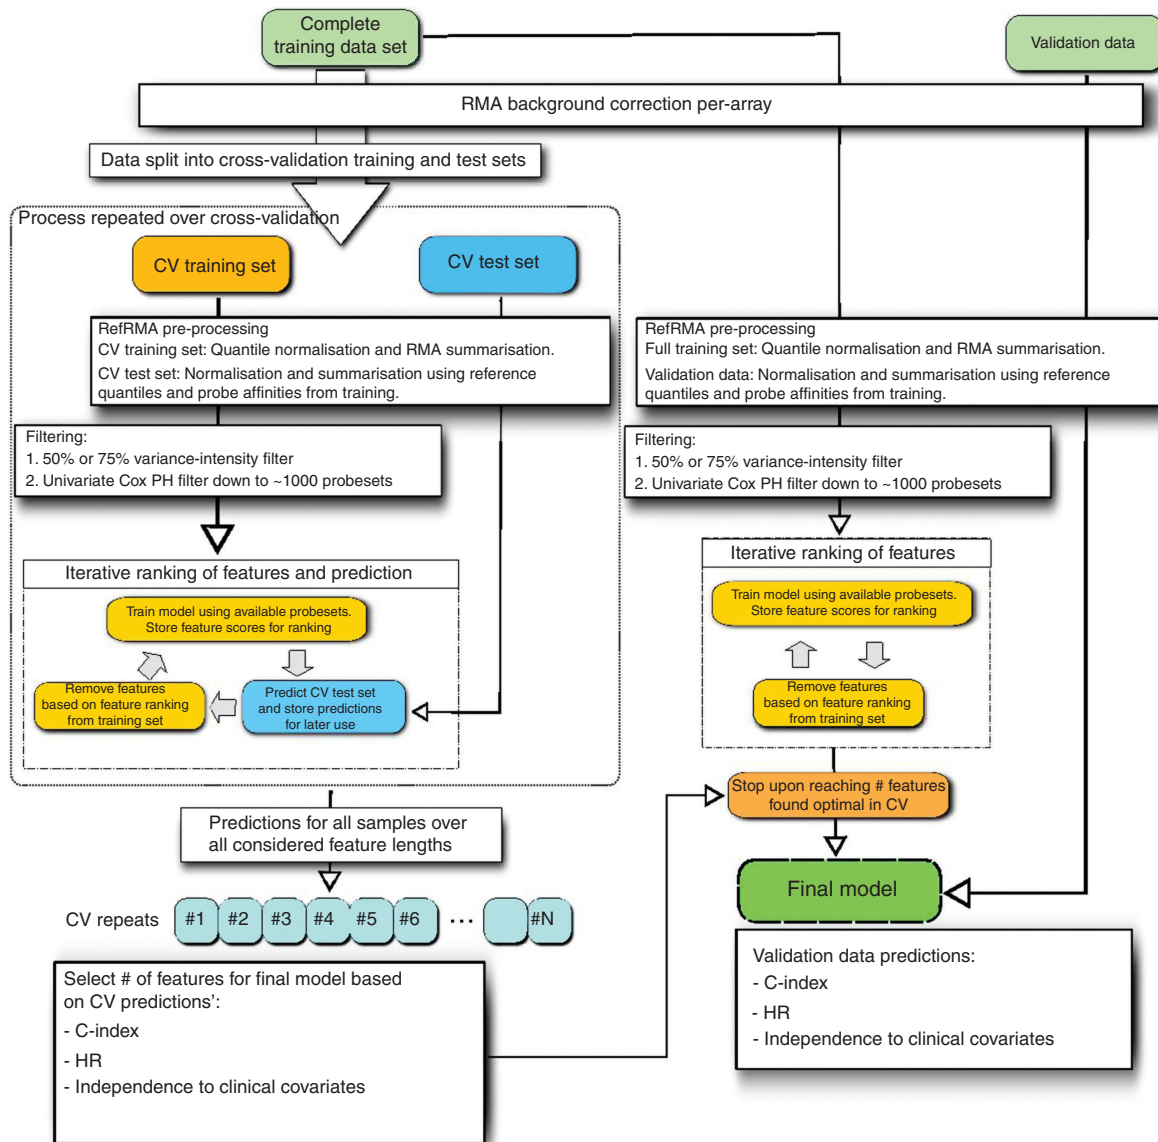 Complete
training data set
Validation data
RMA background correction per-array
Data split into cross-validation training and test sets
Process repeated over cross-validation
CV training set
CV test set
RefRMA pre-processing
CV training set: Quantile normalisation and RMA summarisation.
CV test set: Normalisation and summarisation using reference
quantiles and probe affinities from training.
Filtering:
1. 50% or 75% variance-intensity filter
2. Univariate Cox PH filter down to ~1000 probesets
Iterative ranking of features and prediction
Train model using available probesets.
Store feature scores for ranking
Remove features
based on feature ranking
from training set
Predict CV test set
and store predictions
for later use
Predictions for all samples over
all considered feature lengths
CV repeats
#1 #2 #3 #4 #5 #6 ... #N
Select # of features for final model based
on CV predictions':
- C-index
- HR
- Independence to clinical covariates
RefRMA pre-processing
Full training set: Quantile normalisation and RMA summarisation.
Validation data: Normalisation and summarisation using reference
quantiles and probe affinities from training.
Filtering:
1. 50% or 75% variance-intensity filter
2. Univariate Cox PH filter down to ~1000 probesets
Iterative ranking of features
Train model using available probesets.
Store feature scores for ranking
Remove features
based on feature ranking
from training set
Stop upon reaching # features
found optimal in CV
Final model
Validation data predictions:
- C-index
- HR
- Independence to clinical covariates